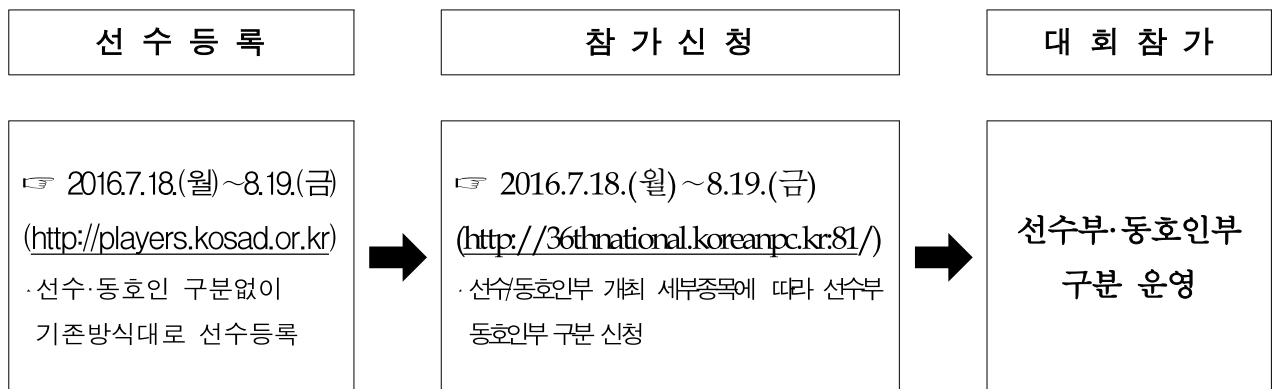 선 수 등 록
참 가 신 청
대 회 참 가
☞ 2016.7.18.(월)~8.19.(금)
(http://players.kosad.or.kr)
·선수·동호인 구분없이
기존방식대로 선수등록
☞ 2016.7.18.(월)~8.19.(금)
(http://36thnational.koreanpc.kr:81/)
·선수/동호인부 개최 세부종목에 따라 선수부
동호인부 구분 신청
선수부·동호인부
구분 운영